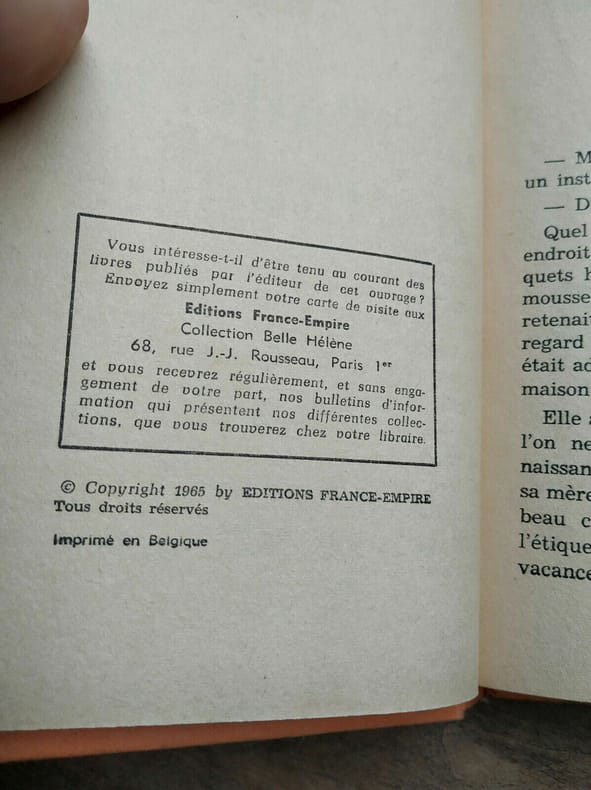 Vous intéresse-t-il d'être tenu au courant des
livres publiés par l'éditeur de cet ouvrage ?
Envoyez simplement votre carte de visite aux
Editions France-Empire
Collection Belle Hélène
68, rue J.-J. Rousseau, Paris 1er
et vous recevrez régulièrement, et sans enga-
gement de votre part, nos bulletins d'infor-
mation qui présentent nos différentes collec-
tions, que vous trouverez chez votre libraire.
© Copyright 1965 by EDITIONS FRANCE-EMPIRE
Tous droits réservés
Imprimé en Belgique
— M
un inst
— D
Quel
endroit
quets h
mousse
retenait
regard
était ad
maison
Elle a
l'on ne
naissan
sa mère
beau c
l'étique
vacance